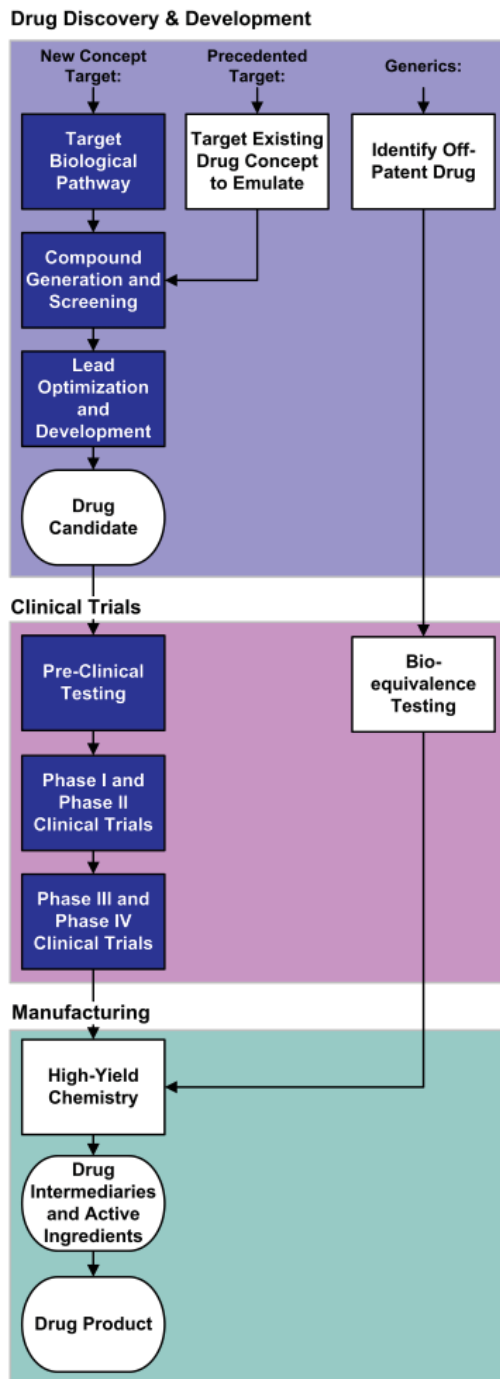 Drug Discovery & Development
New Concept
Target:
Precedented
Target:
Generics:
Target
Biological
Pathway
Target Existing
Drug Concept
to Emulate
Identify Off-
Patent Drug
Compound
Generation and
Screening
Lead
Optimization
and
Development
Drug
Candidate
Clinical Trials
Pre-Clinical
Testing
Bio-
equivalence
Testing
Phase I and
Phase II
Clinical Trials
Phase III and
Phase IV
Clinical Trials
Manufacturing
High-Yield
Chemistry
Drug
Intermediaries
and Active
Ingredients
Drug Product